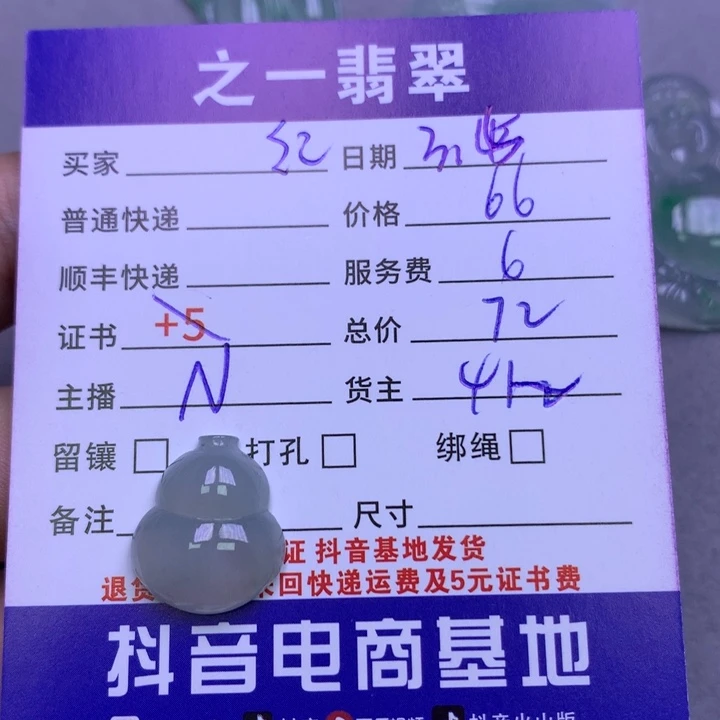 之一翡翠
买家 红 日期
普通快递 价格 66
顺丰快递 服务费 6
证书 +5 总价 72
主播 N 货主
留镶 打孔 绑绳
备注 尺寸
证 抖音基地发货
退货 回快递运费及5元证书费
抖音电商基地